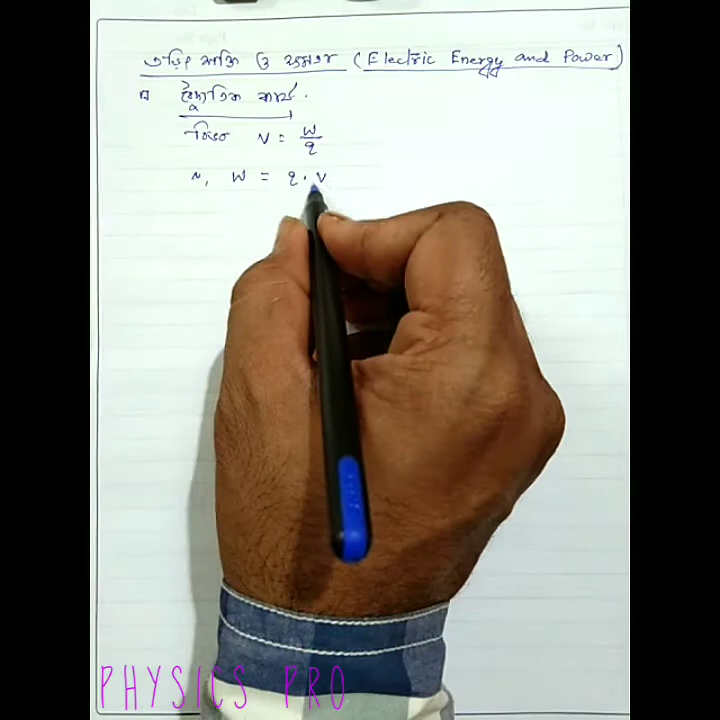 তড়িৎ শক্তি ও ক্ষমতা (Electric Energy and Power)
বৈদ্যুতিক কার্য.
বিভব V = W/q
বা, W = q. V
PHYSICS PRO